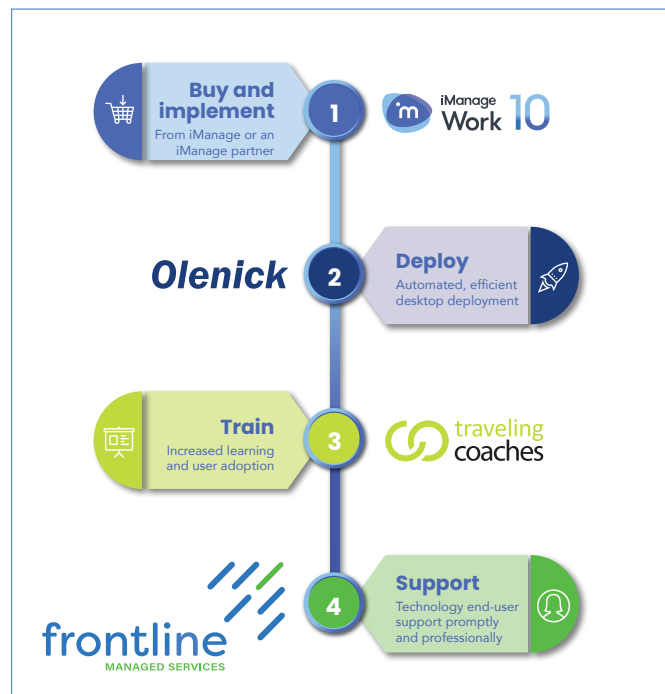 Buy and
implement
From iManage or an
iManage partner
1
im
iManage
Work 10
Olenick
2
Deploy
Automated, efficient
desktop deployment
Train
Increased learning
and user adoption
3
traveling
coaches
frontline
MANAGED SERVICES
4
Support
Technology end-user
support promptly
and professionally